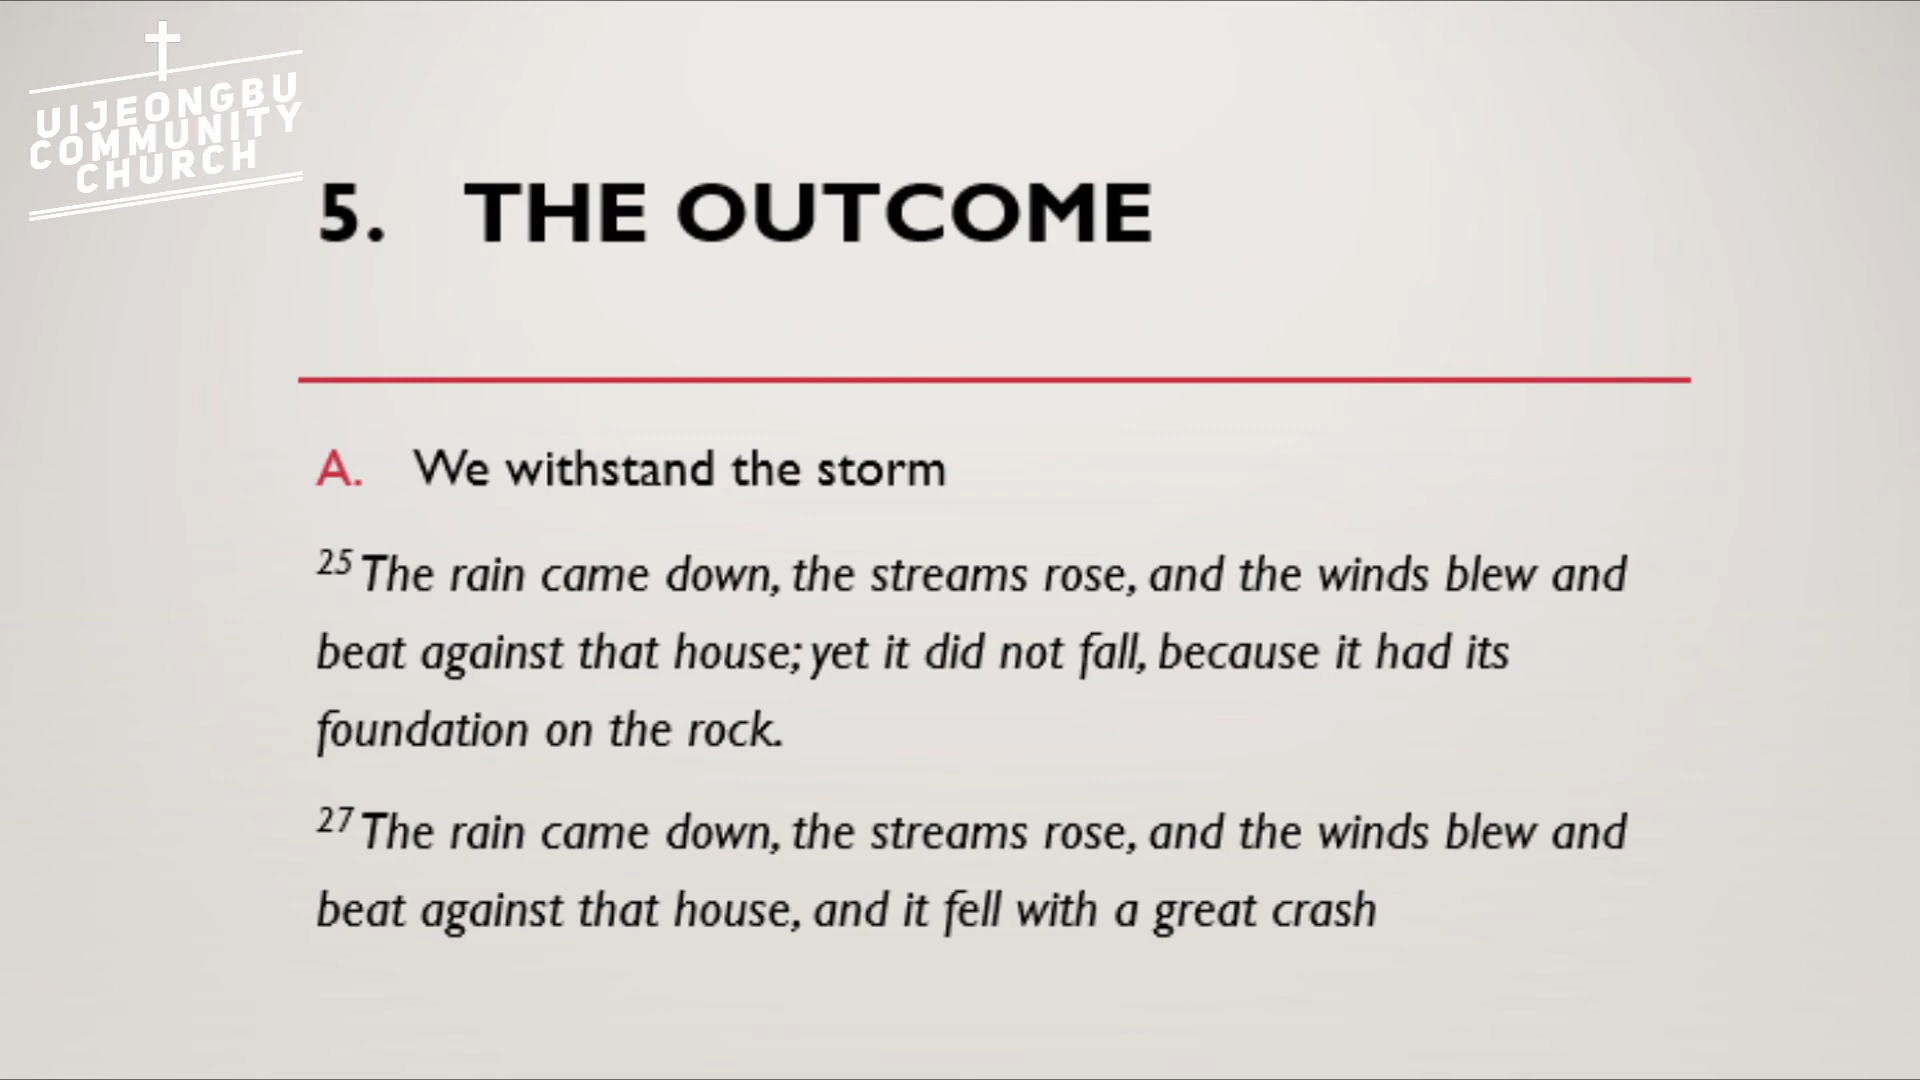 UIJEONGBU
COMMUNITY
CHURCH
5. THE OUTCOME
A. We withstand the storm
25 The rain came down, the streams rose, and the winds blew and
beat against that house; yet it did not fall, because it had its
foundation on the rock.
27 The rain came down, the streams rose, and the winds blew and
beat against that house, and it fell with a great crash